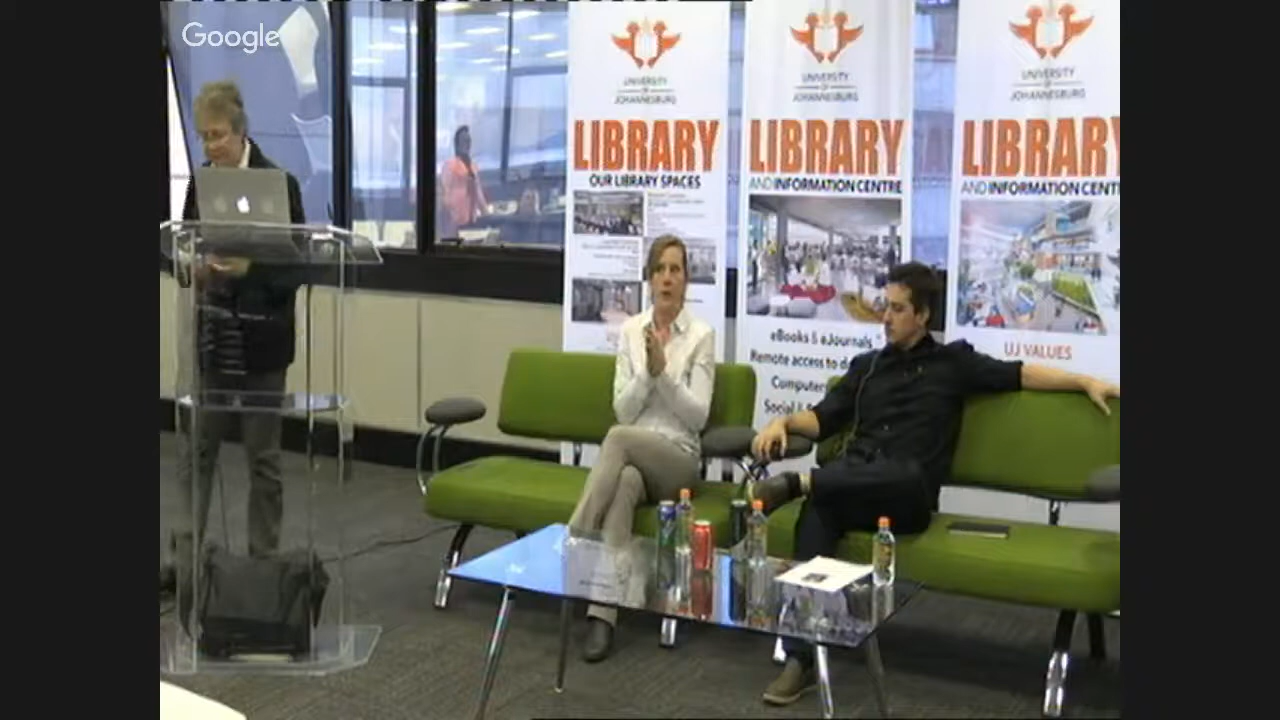 Google
UNIVERSITY
OF
JOHANNESBURG
LIBRARY
OUR LIBRARY SPACES
UNIVERSITY
OF
JOHANNESBURG
LIBRARY
AND INFORMATION CENTRE
eBooks & eJournals
Remote access to d
Computer
Social &
UNIVERSITY
OF
JOHANNESBURG
LIBRARY
AND INFORMATION CENT
UJ VALUES